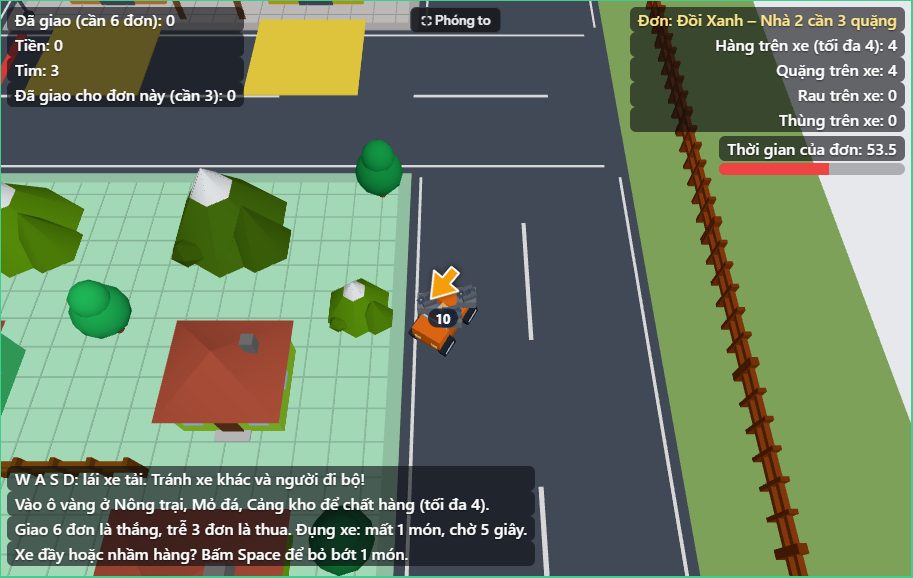 Đã giao (cần 6 đơn): 0
Tiền: 0
Tim: 3
Đã giao cho đơn này (cần 3): 0
Phóng to
Đơn: Đồi Xanh – Nhà 2 cần 3 quặng
Hàng trên xe (tối đa 4): 4
Quặng trên xe: 4
Rau trên xe: 0
Thùng trên xe: 0
Thời gian của đơn: 53.5
10
W A S D: lái xe tải. Tránh xe khác và người đi bộ!
Vào ô vàng ở Nông trại, Mỏ đá, Cảng kho để chất hàng (tối đa 4).
Giao 6 đơn là thắng, trễ 3 đơn là thua. Đụng xe: mất 1 món, chờ 5 giây.
Xe đầy hoặc nhầm hàng? Bấm Space để bỏ bớt 1 món.